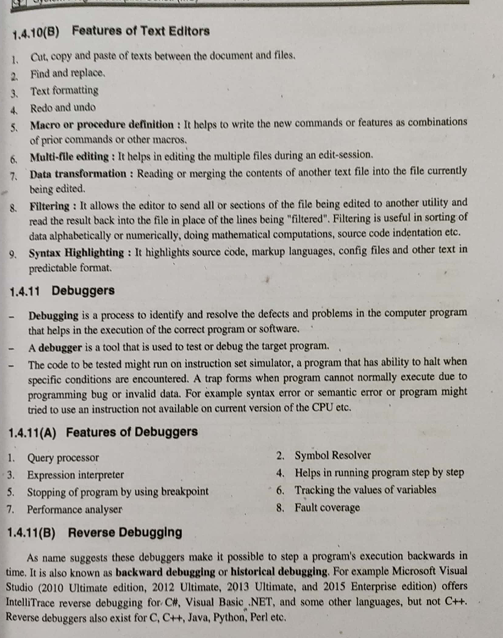 1.4.10(B) Features of Text Editors
1. Cut, copy and paste of texts between the document and files.
2. Find and replace.
3. Text formatting
4. Redo and undo
5. Macro or procedure definition : It helps to write the new commands or features as combinations
of prior commands or other macros.
6. Multi-file editing : It helps in editing the multiple files during an edit-session.
7. Data transformation : Reading or merging the contents of another text file into the file currently
being edited.
8. Filtering : It allows the editor to send all or sections of the file being edited to another utility and
read the result back into the file in place of the lines being "filtered". Filtering is useful in sorting of
data alphabetically or numerically, doing mathematical computations, source code indentation etc.
9. Syntax Highlighting : It highlights source code, markup languages, config files and other text in
predictable format.
1.4.11 Debuggers
– Debugging is a process to identify and resolve the defects and problems in the computer program
that helps in the execution of the correct program or software.
– A debugger is a tool that is used to test or debug the target program.
– The code to be tested might run on instruction set simulator, a program that has ability to halt when
specific conditions are encountered. A trap forms when program cannot normally execute due to
programming bug or invalid data. For example syntax error or semantic error or program might
tried to use an instruction not available on current version of the CPU etc.
1.4.11(A) Features of Debuggers
1. Query processor 2. Symbol Resolver
3. Expression interpreter 4. Helps in running program step by step
5. Stopping of program by using breakpoint 6. Tracking the values of variables
7. Performance analyser 8. Fault coverage
1.4.11(B) Reverse Debugging
As name suggests these debuggers make it possible to step a program's execution backwards in
time. It is also known as backward debugging or historical debugging. For example Microsoft Visual
Studio (2010 Ultimate edition, 2012 Ultimate, 2013 Ultimate, and 2015 Enterprise edition) offers
IntelliTrace reverse debugging for C#, Visual Basic .NET, and some other languages, but not C++.
Reverse debuggers also exist for C, C++, Java, Python, Perl etc.